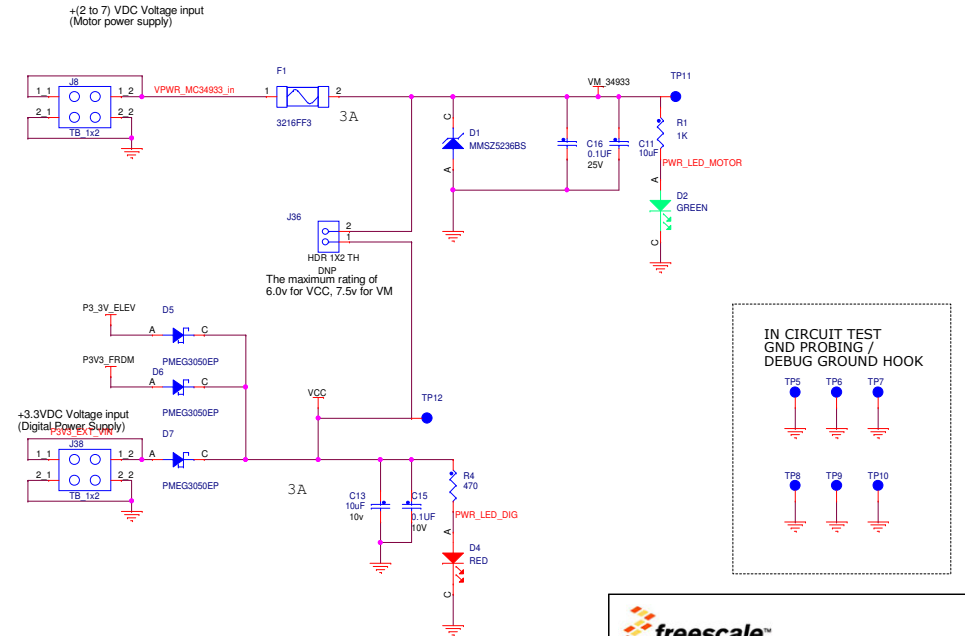 +(2 to 7) VDC Voltage input
(Motor power supply)
J8
1_1
1_2
2_1
2_2
TB_1x2
VPWR_MC34933_in
F1
1
2
3216FF3
3A
VM_34933
TP11
C
D1
MMSZ5236BS
A
C16
0.1UF
25V
C11
10uF
R1
1K
PWR_LED_MOTOR
A
D2
GREEN
C
J36
2
1
HDR 1X2 TH
DNP
The maximum rating of
6.0v for VCC, 7.5v for VM
P3_3V_ELEV
D5
A
C
PMEG3050EP
P3V3_FRDM
D6
A
C
PMEG3050EP
+3.3VDC Voltage input
(Digital Power Supply)
P3V3_EXT_VIN
J38
1_1
1_2
2_1
2_2
TB_1x2
D7
A
C
PMEG3050EP
VCC
TP12
3A
C13
10uF
10v
C15
0.1UF
10V
R4
470
PWR_LED_DIG
A
D4
RED
C
IN CIRCUIT TEST
GND PROBING /
DEBUG GROUND HOOK
TP5
TP6
TP7
TP8
TP9
TP10
freescale™